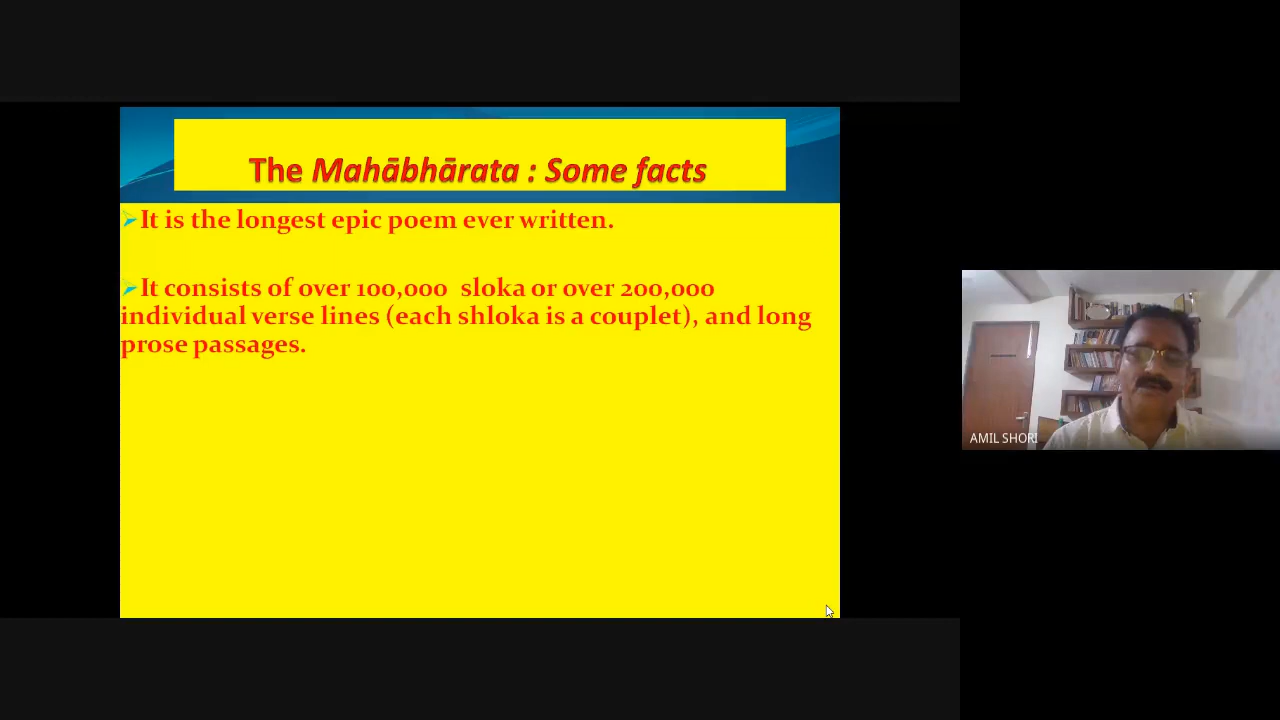 The Mahābhārata : Some facts
It is the longest epic poem ever written.
It consists of over 100,000 sloka or over 200,000
individual verse lines (each shloka is a couplet), and long
prose passages.
AMIL SHORI